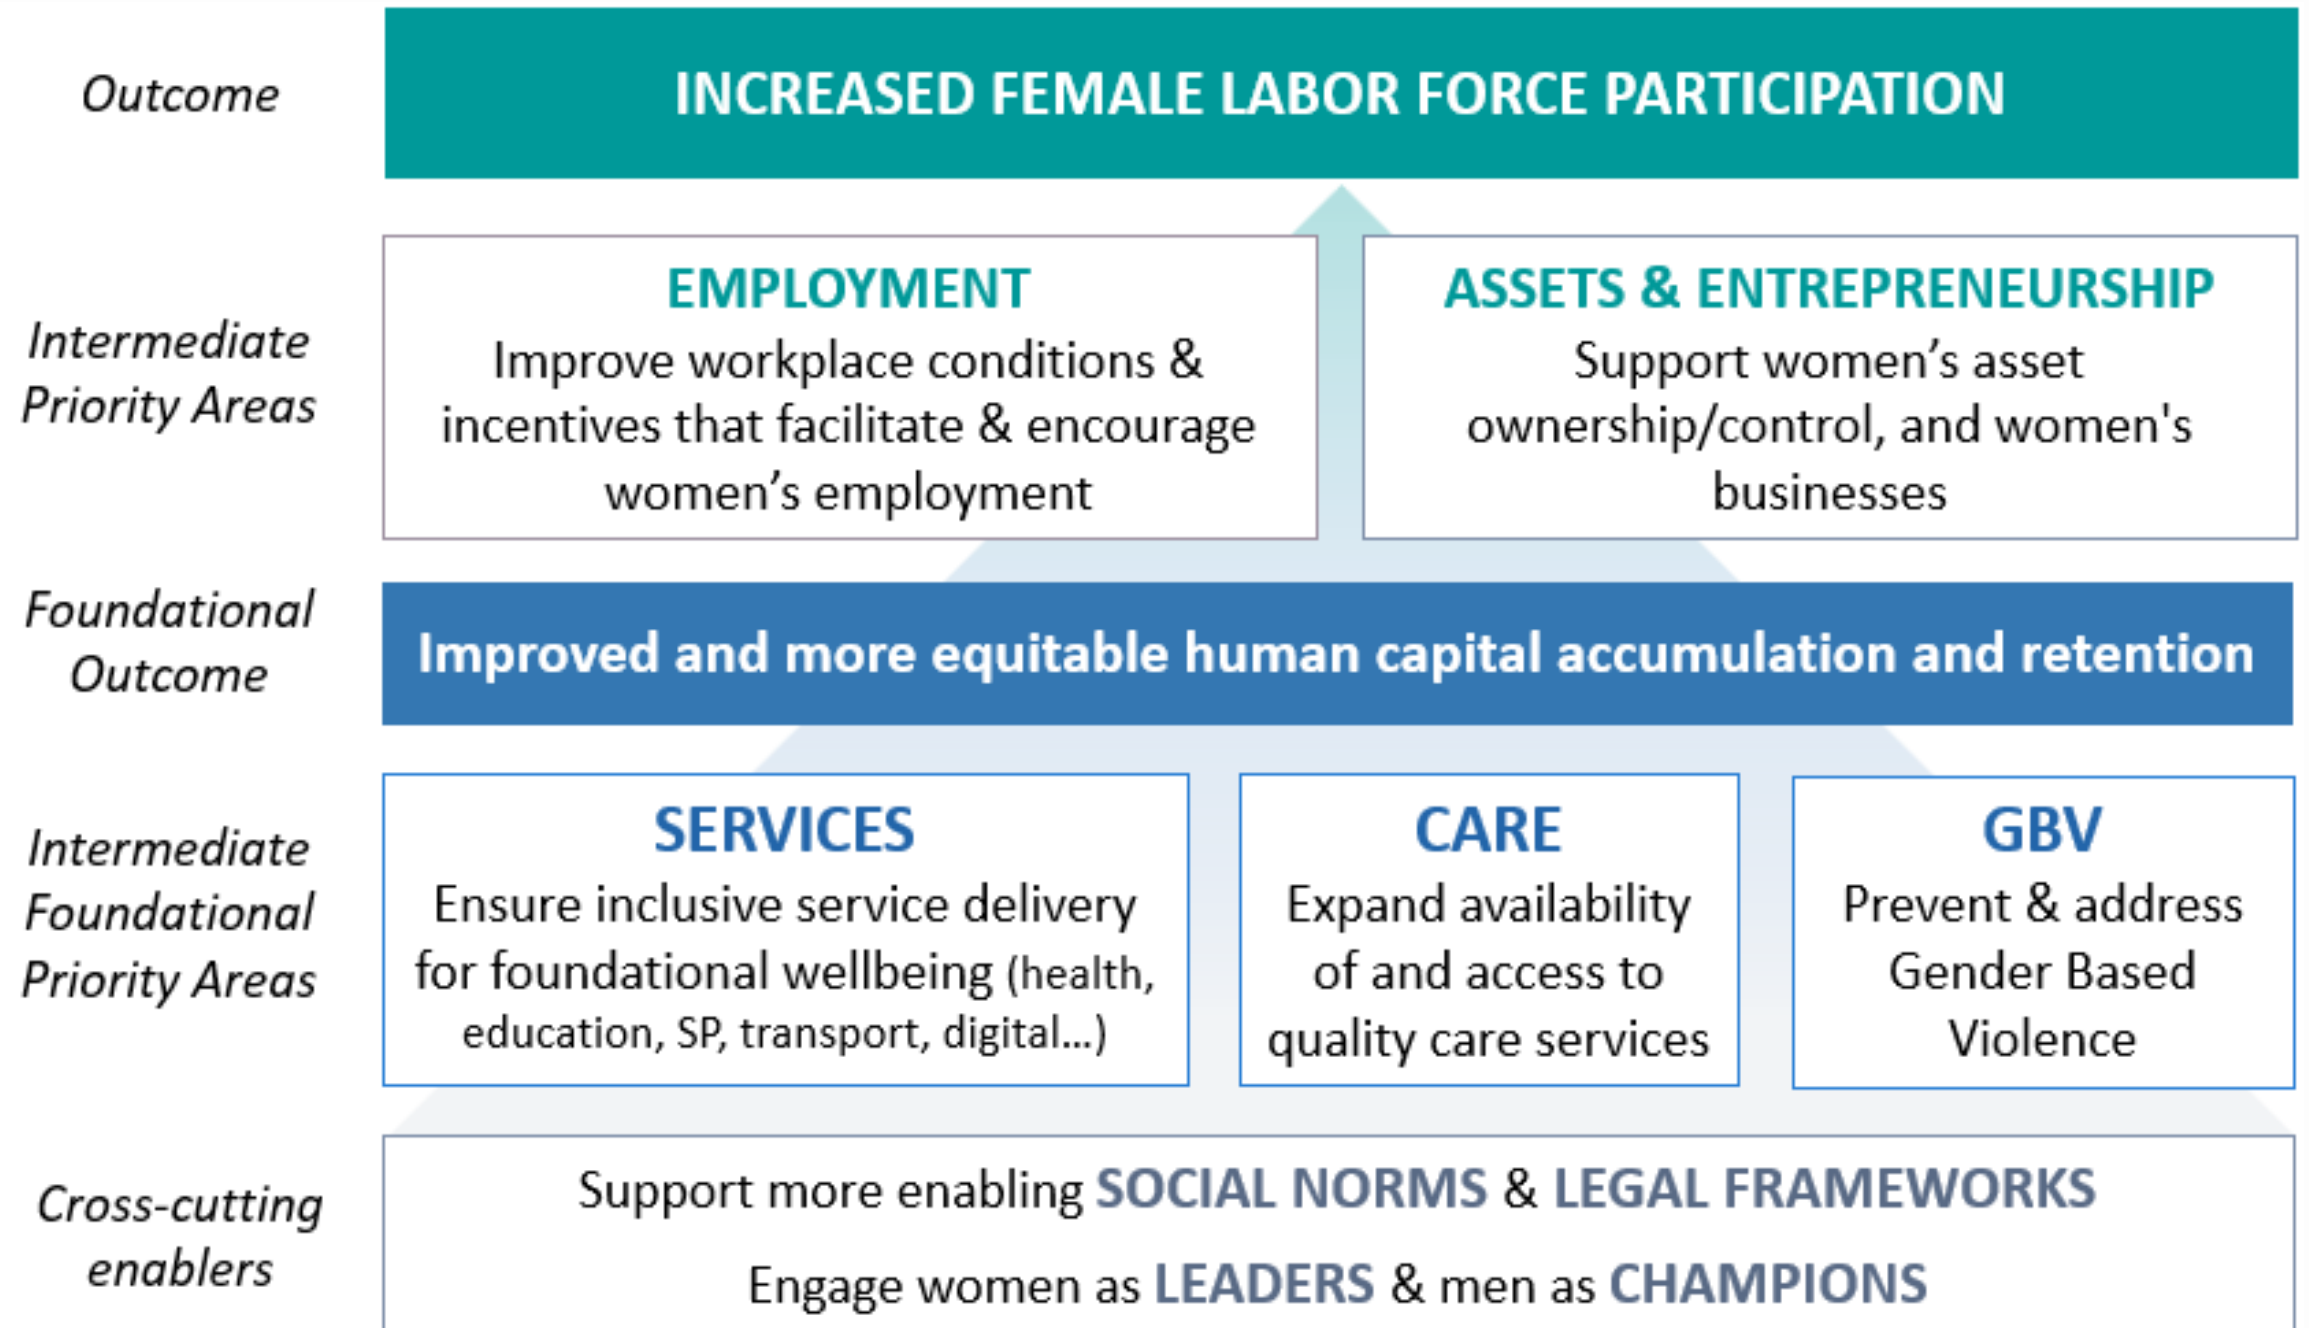 Outcome
INCREASED FEMALE LABOR FORCE PARTICIPATION
Intermediate
Priority Areas
EMPLOYMENT
Improve workplace conditions &
incentives that facilitate & encourage
women’s employment
ASSETS & ENTREPRENEURSHIP
Support women’s asset
ownership/control, and women's
businesses
Foundational
Outcome
Improved and more equitable human capital accumulation and retention
Intermediate
Foundational
Priority Areas
SERVICES
Ensure inclusive service delivery
for foundational wellbeing (health,
education, SP, transport, digital...)
CARE
Expand availability
of and access to
quality care services
GBV
Prevent & address
Gender Based
Violence
Cross-cutting
enablers
Support more enabling SOCIAL NORMS & LEGAL FRAMEWORKS
Engage women as LEADERS & men as CHAMPIONS